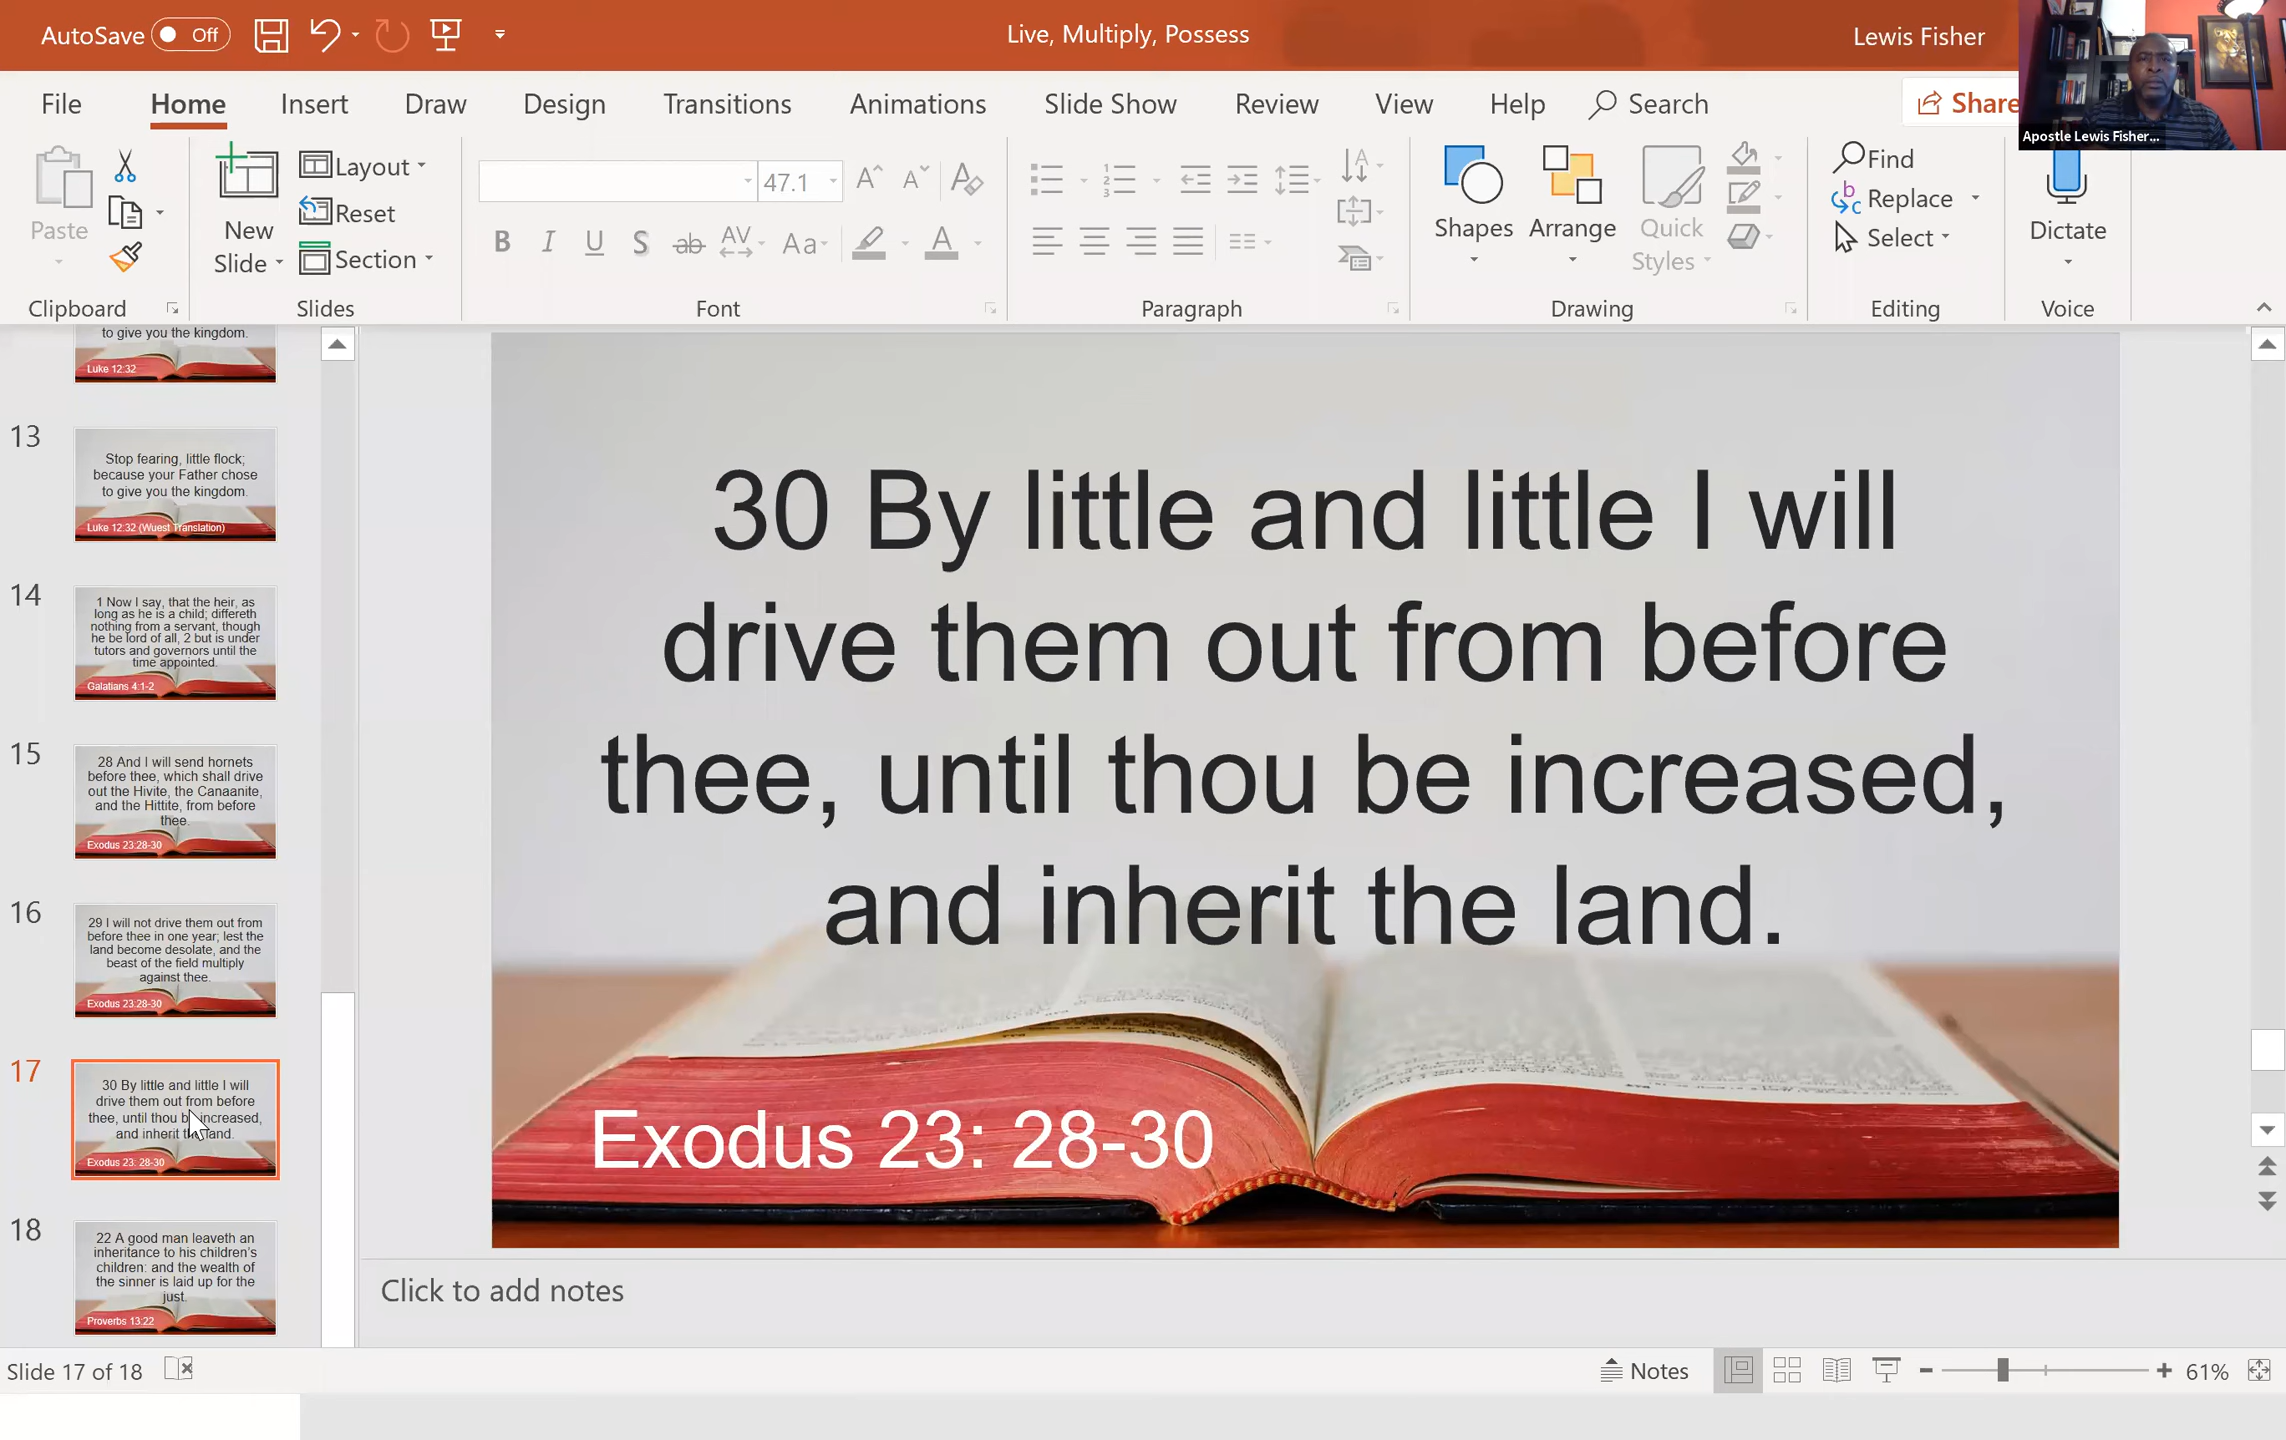 AutoSave Off
Live, Multiply, Possess
Lewis Fisher
File Home Insert Draw Design Transitions Animations Slide Show Review View Help Search Share
Apostle Lewis Fisher...
Paste
New
Slide
Layout
Reset
Section
47.1
Shapes
Arrange
Quick
Styles
Find
Replace
Select
Dictate
Clipboard Slides Font Paragraph Drawing Editing Voice
to give you the kingdom.
Luke 12:32
13
Stop fearing, little flock;
because your Father chose
to give you the kingdom.
Luke 12:32 (Wuest Translation)
14
1 Now I say, that the heir, as
long as he is a child; differeth
nothing from a servant, though
he be lord of all, 2 but is under
tutors and governors until the
time appointed.
Galatians 4:1-2
15
28 And I will send hornets
before thee, which shall drive
out the Hivite, the Canaanite,
and the Hittite, from before
thee.
Exodus 23:28-30
16
29 I will not drive them out from
before thee in one year; lest the
land become desolate, and the
beast of the field multiply
against thee.
Exodus 23:28-30
17
30 By little and little I will
drive them out from before
thee, until thou be increased,
and inherit the land.
Exodus 23: 28-30
18
22 A good man leaveth an
inheritance to his children's
children: and the wealth of
the sinner is laid up for the
just.
Proverbs 13:22
30 By little and little I will
drive them out from before
thee, until thou be increased,
and inherit the land.
Exodus 23: 28-30
Click to add notes
Slide 17 of 18
Notes
61%